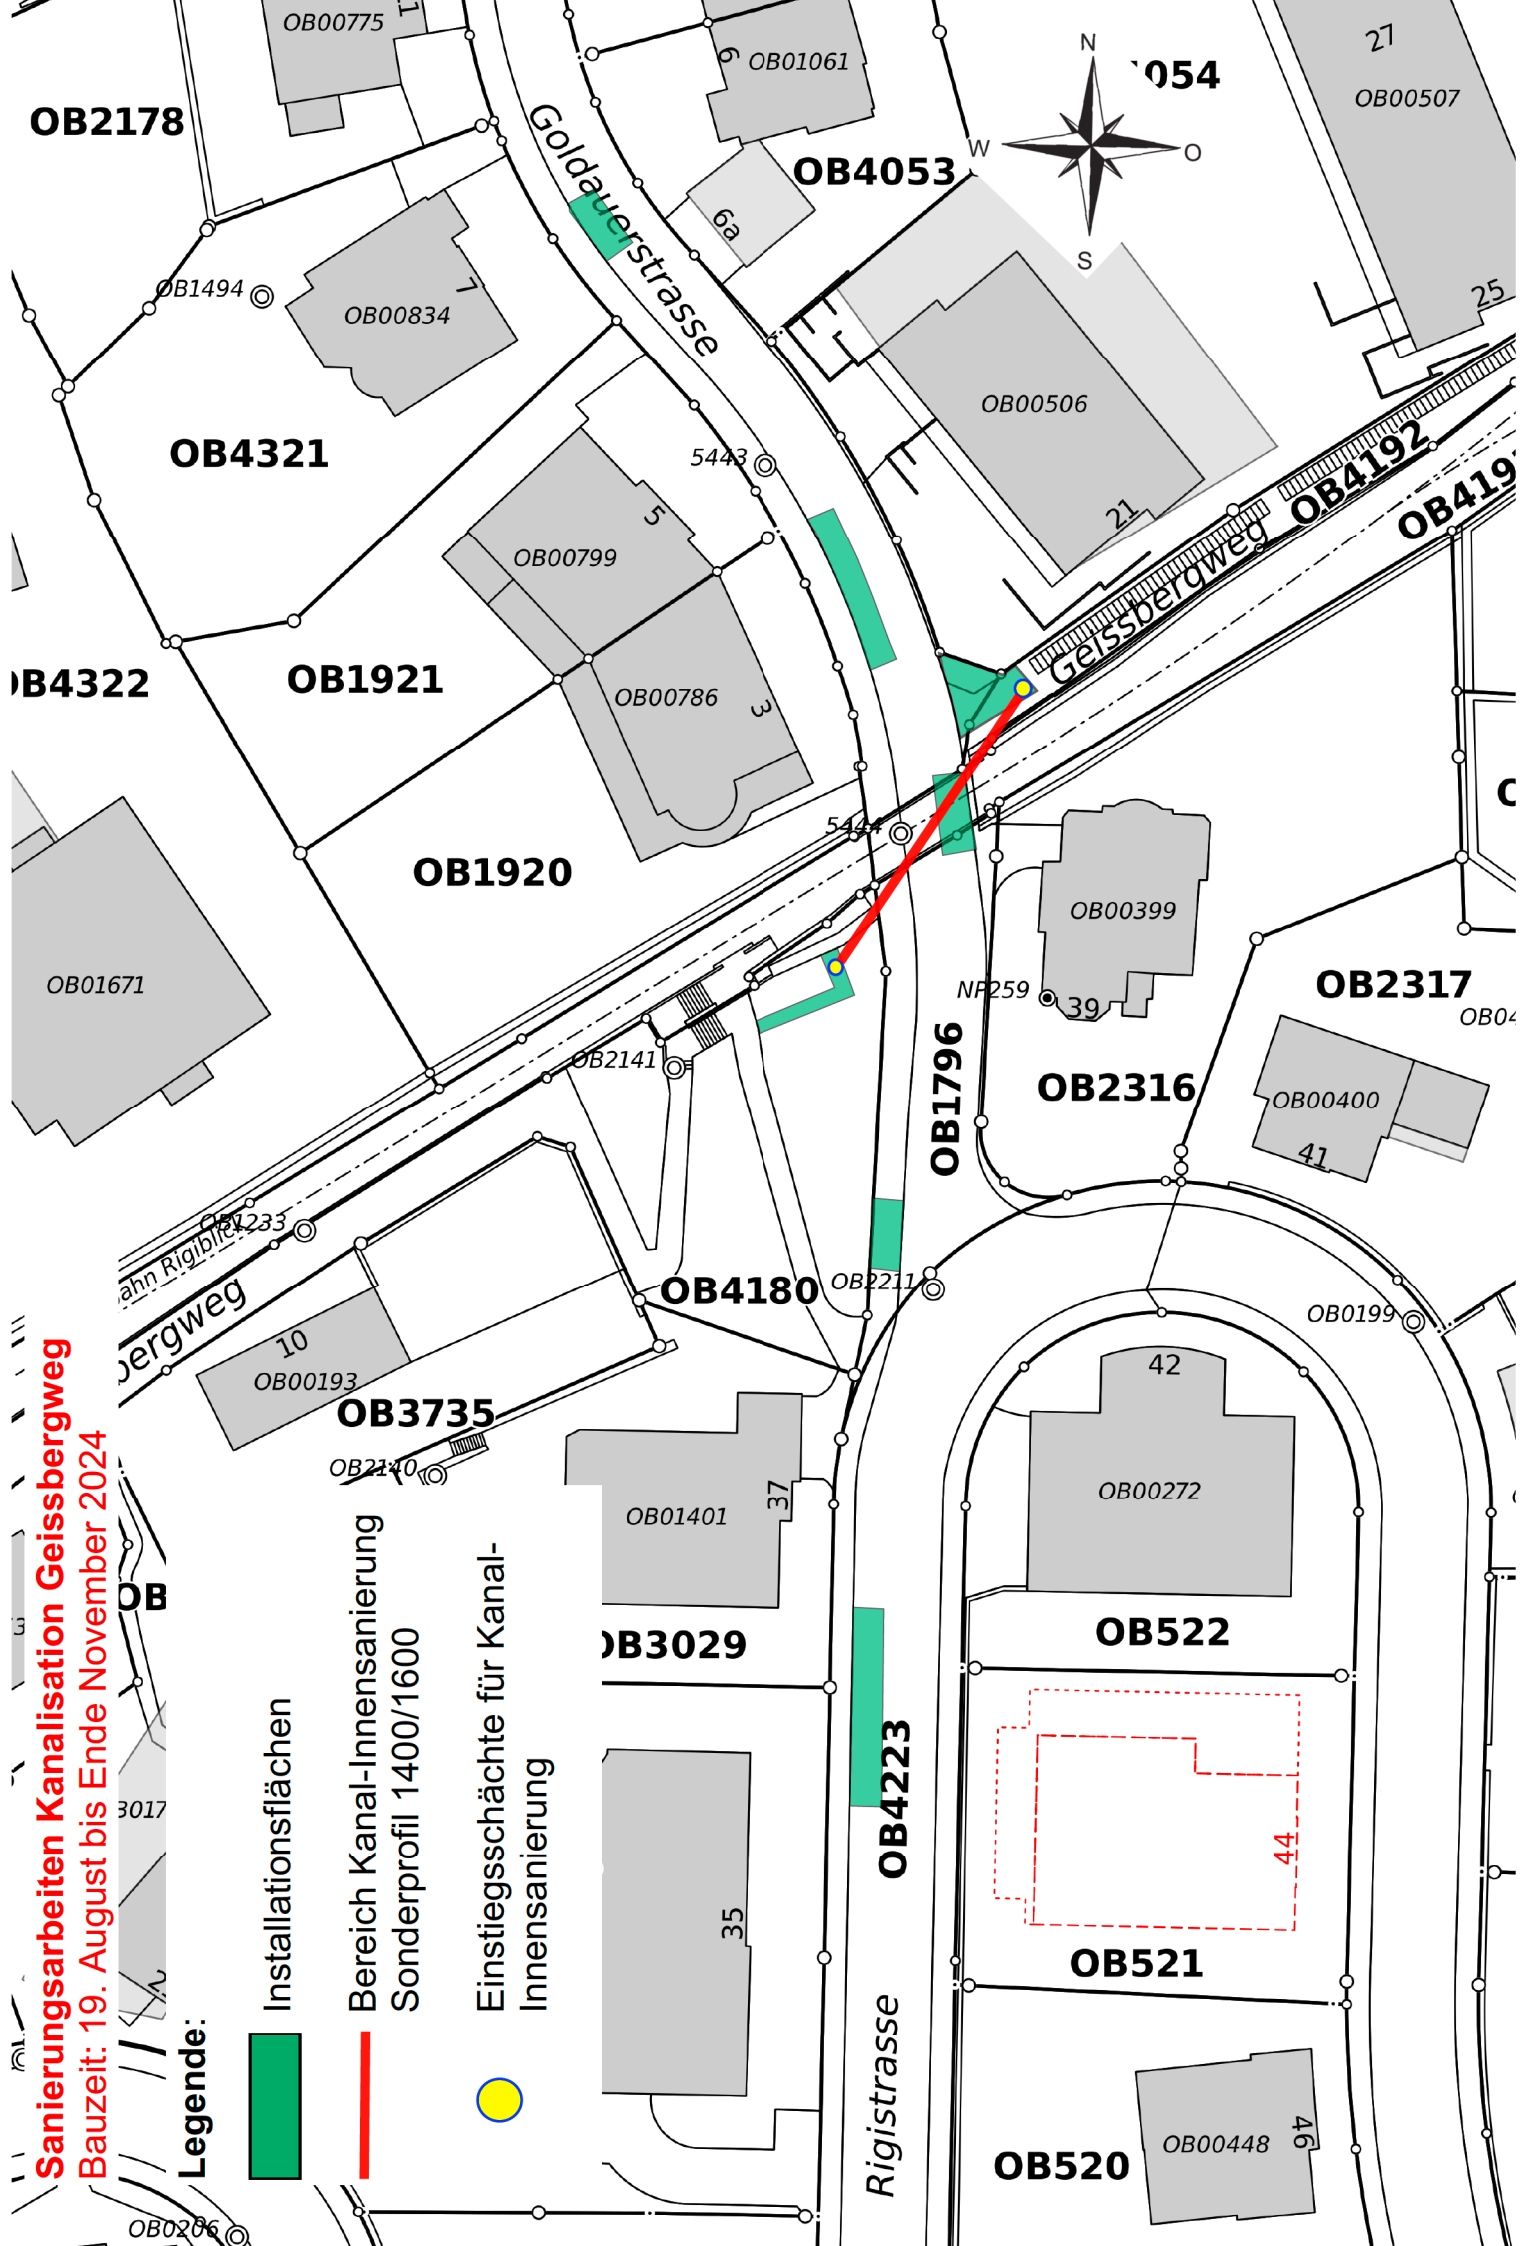 OB00775
11
6
OB01061
N
W
O
S
27
OB00507
OB2178
Goldauerstrasse
OB4053
6a
OB1494
OB00834
7
25
OB00506
OB4321
5443
21
OB4192
Geissbergweg
5
OB00799
OB1921
OB00786
3
5444
OB1920
OB00399
OB01671
NP259
39
OB2317
OB2141
OB1796
OB2316
OB00400
41
OB1233
OB4180
OB2211
OB0199
10
OB00193
OB3735
42
OB2140
OB01401
37
OB00272
OB3029
OB522
OB4223
44
35
OB521
Rigistrasse
OB520
OB00448
46
OB0206
Sanierungsarbeiten Kanalisation Geissbergweg
Bauzeit: 19. August bis Ende November 2024
Legende:
Installationsflächen
Bereich Kanal-Innensanierung
Sonderprofil 1400/1600
Einstiegsschächte für Kanal-
Innensanierung